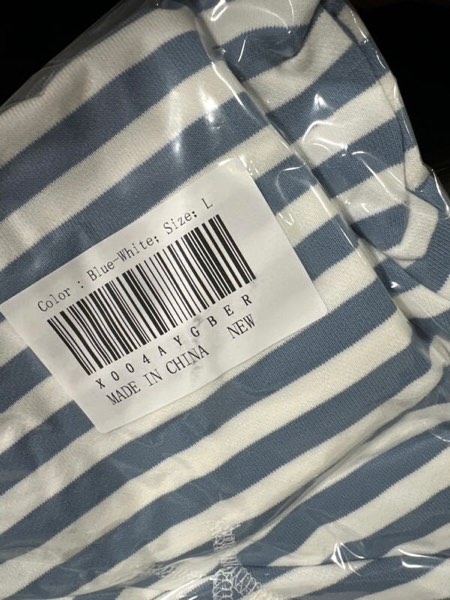 Color : Blue-White; Size: L
X004AYGBER
MADE IN CHINA NEW